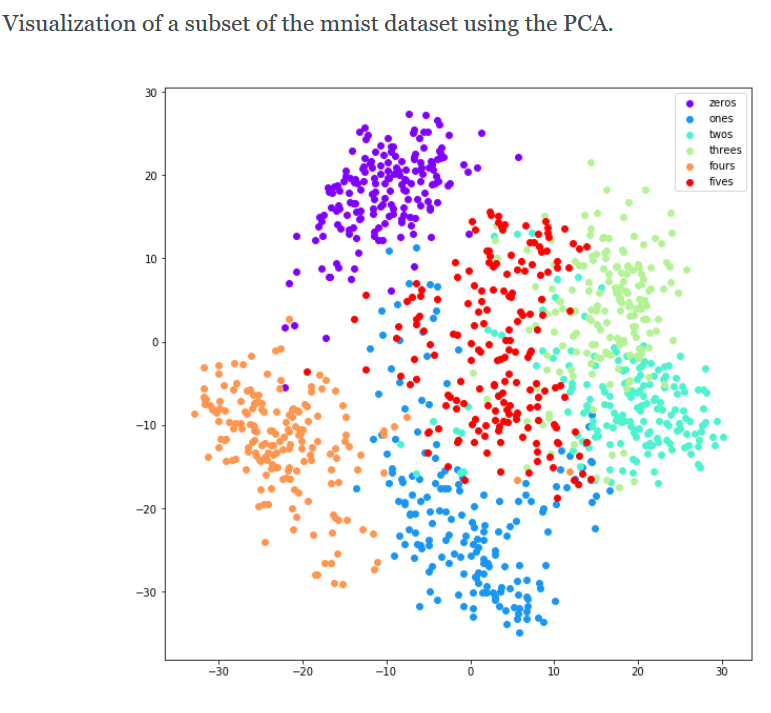 Visualization of a subset of the mnist dataset using the PCA.
zeros
ones
twos
threes
fours
fives
30
20
10
0
−10
−20
−30
−30 −20 −10 0 10 20 30